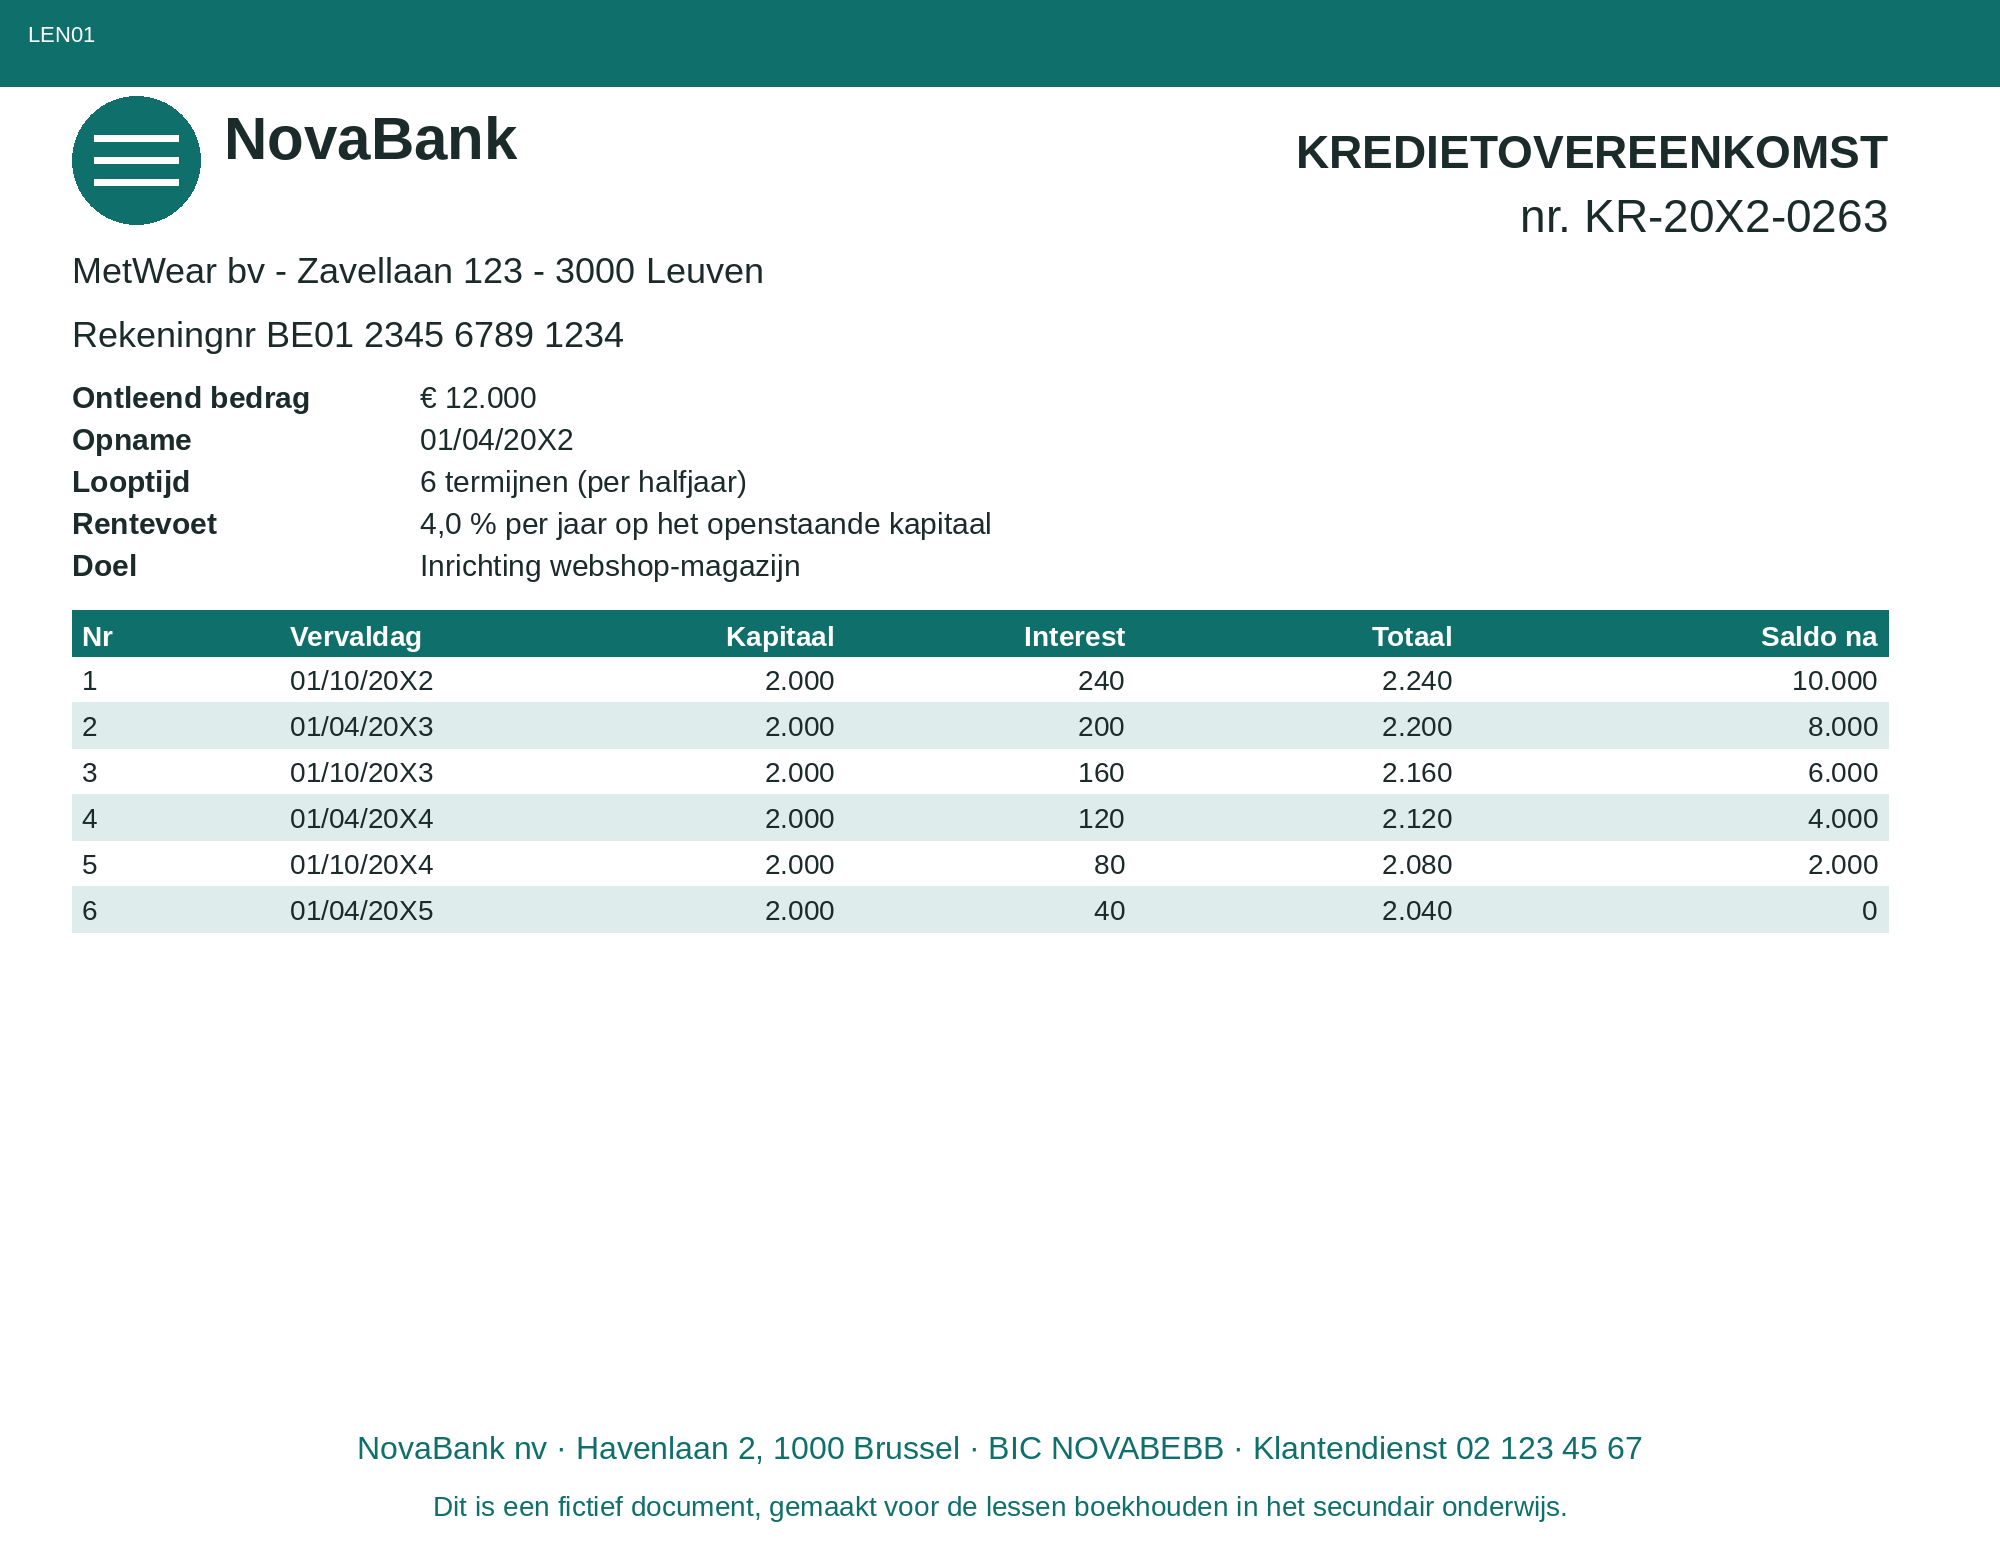 LEN01
NovaBank
KREDIETOVEREENKOMST
nr. KR-20X2-0263
MetWear bv - Zavellaan 123 - 3000 Leuven
Rekeningnr BE01 2345 6789 1234
Ontleend bedrag € 12.000
Opname 01/04/20X2
Looptijd 6 termijnen (per halfjaar)
Rentevoet 4,0 % per jaar op het openstaande kapitaal
Doel Inrichting webshop-magazijn
Nr Vervaldag Kapitaal Interest Totaal Saldo na
1 01/10/20X2 2.000 240 2.240 10.000
2 01/04/20X3 2.000 200 2.200 8.000
3 01/10/20X3 2.000 160 2.160 6.000
4 01/04/20X4 2.000 120 2.120 4.000
5 01/10/20X4 2.000 80 2.080 2.000
6 01/04/20X5 2.000 40 2.040 0
NovaBank nv · Havenlaan 2, 1000 Brussel · BIC NOVABEBB · Klantendienst 02 123 45 67
Dit is een fictief document, gemaakt voor de lessen boekhouden in het secundair onderwijs.